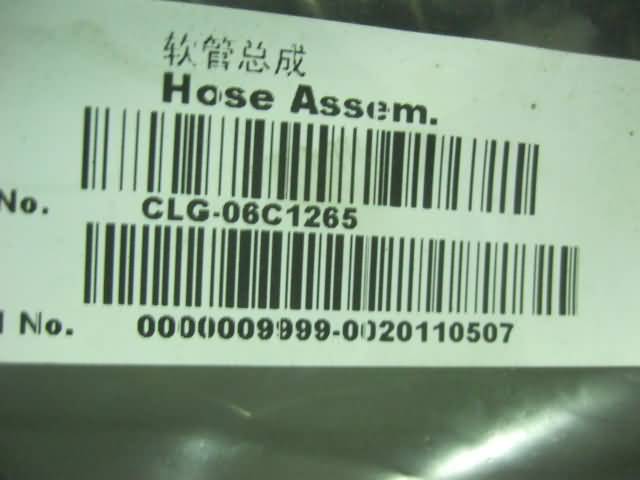 软管总成
Hose Assem.
No. CLG-06C1265
No. 0000009999-0020110507